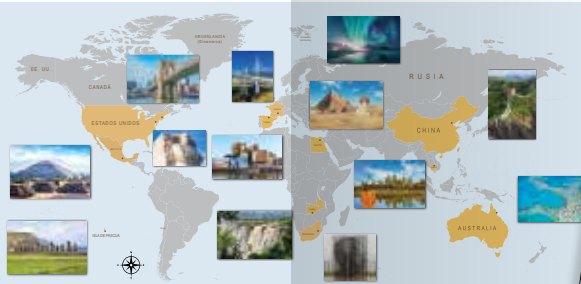 GROENLANDIA
(Dinamarca)
EE. UU.
CANADÁ
RUSIA
ESTADOS UNIDOS
CHINA
ISLA DE PASCUA
AUSTRALIA